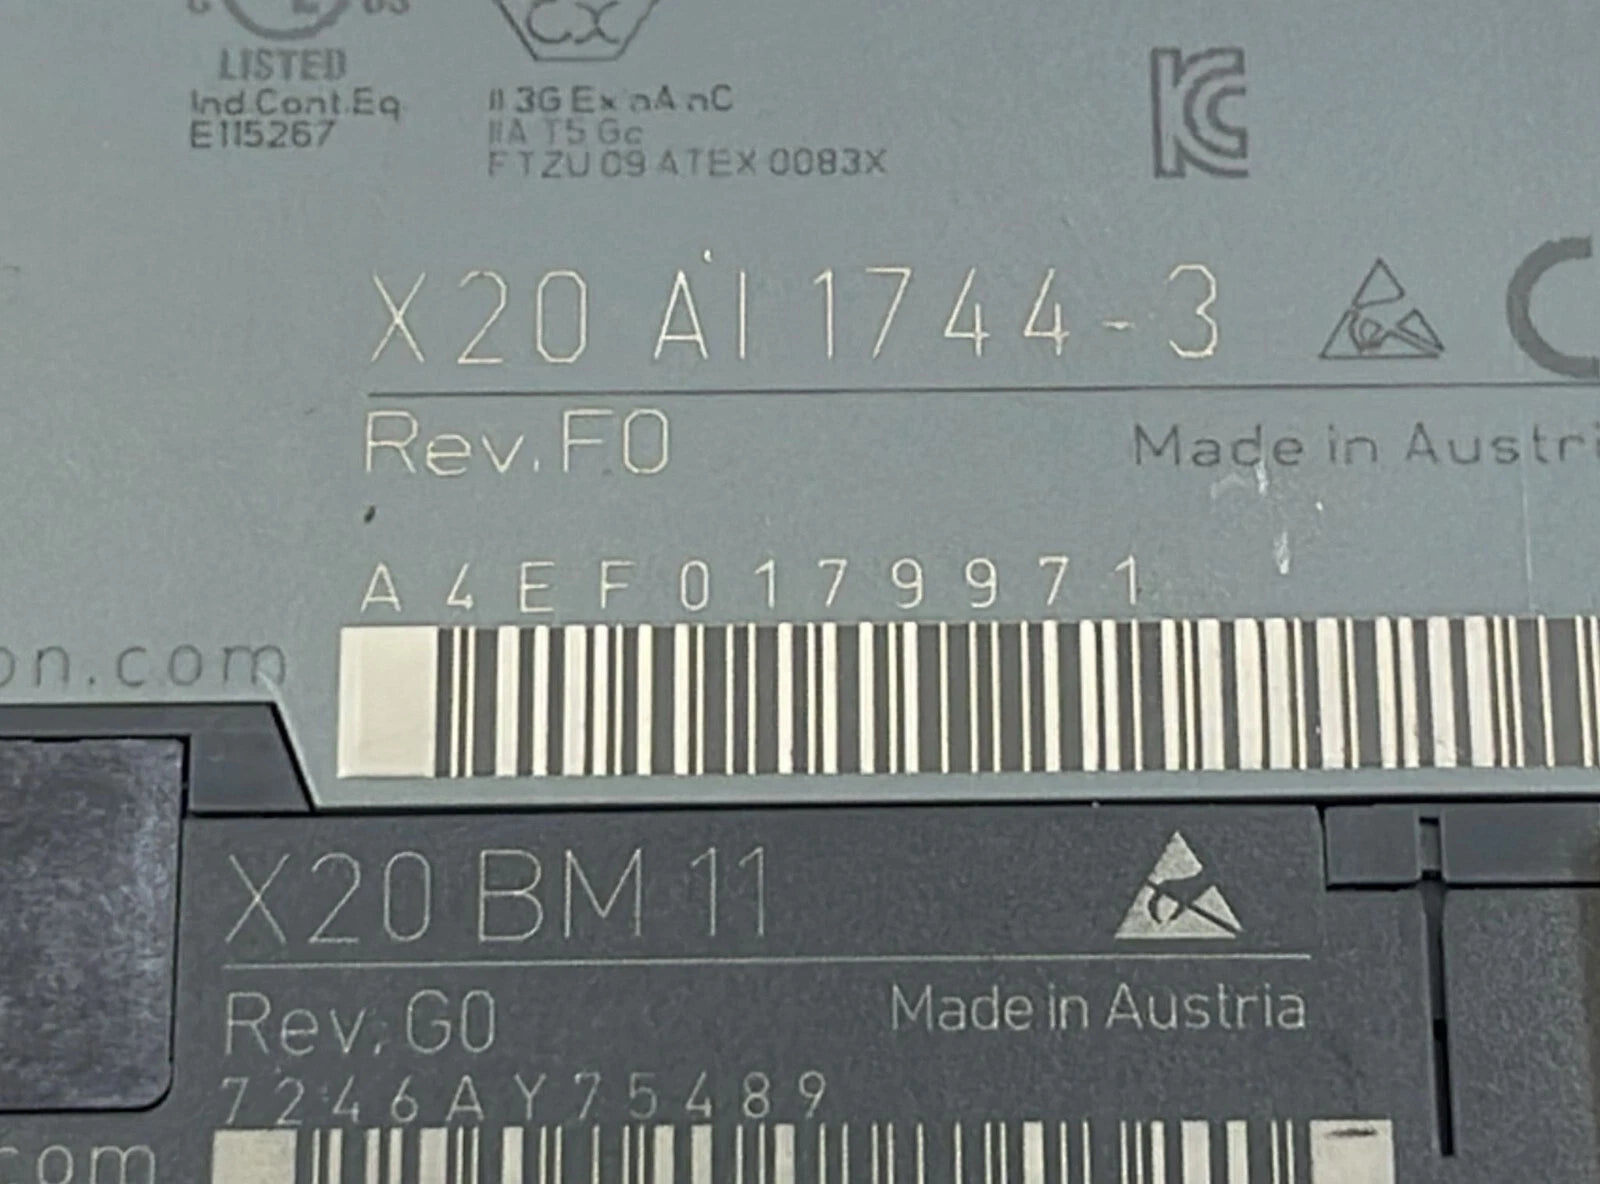 LISTED
Ind.Cont.Eq
E115267
Ex
II 3G Ex nA nC
IIA T5 Gc
FTZU 09 ATEX 0083X
X20 AI 1744-3
Rev.F0
Made in Austri
A4EF0179971
on.com
X20 BM 11
Rev. G0
Made in Austria
7246AY75489
com